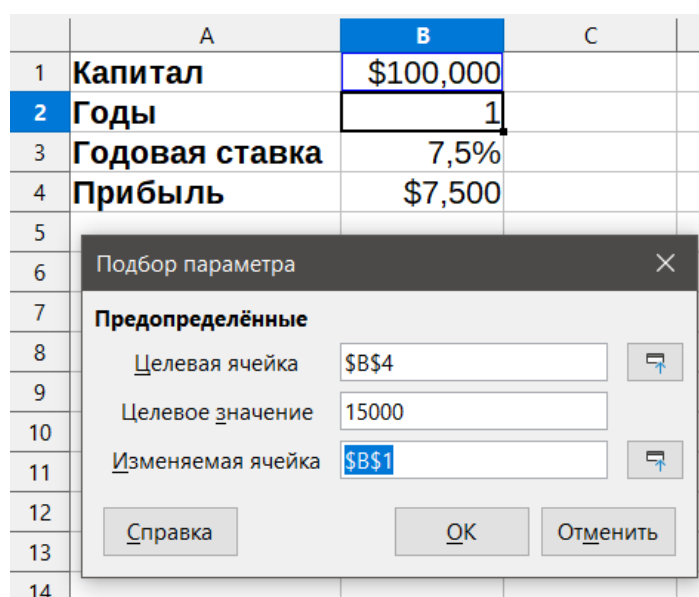 A B C
1 Капитал $100,000
2 Годы 1
3 Годовая ставка 7,5%
4 Прибыль $7,500
5
6 Подбор параметра
7 Предопределённые
8 Целевая ячейка $B$4
9
10 Целевое значение 15000
11 Изменяемая ячейка $B$1
12
13 Справка ОК Отменить
14